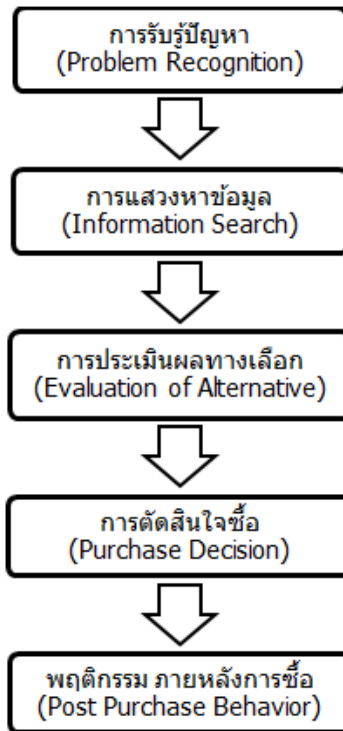 การรับรู้ปัญหา
(Problem Recognition)
การแสวงหาข้อมูล
(Information Search)
การประเมินผลทางเลือก
(Evaluation of Alternative)
การตัดสินใจซื้อ
(Purchase Decision)
พฤติกรรม ภายหลังการซื้อ
(Post Purchase Behavior)